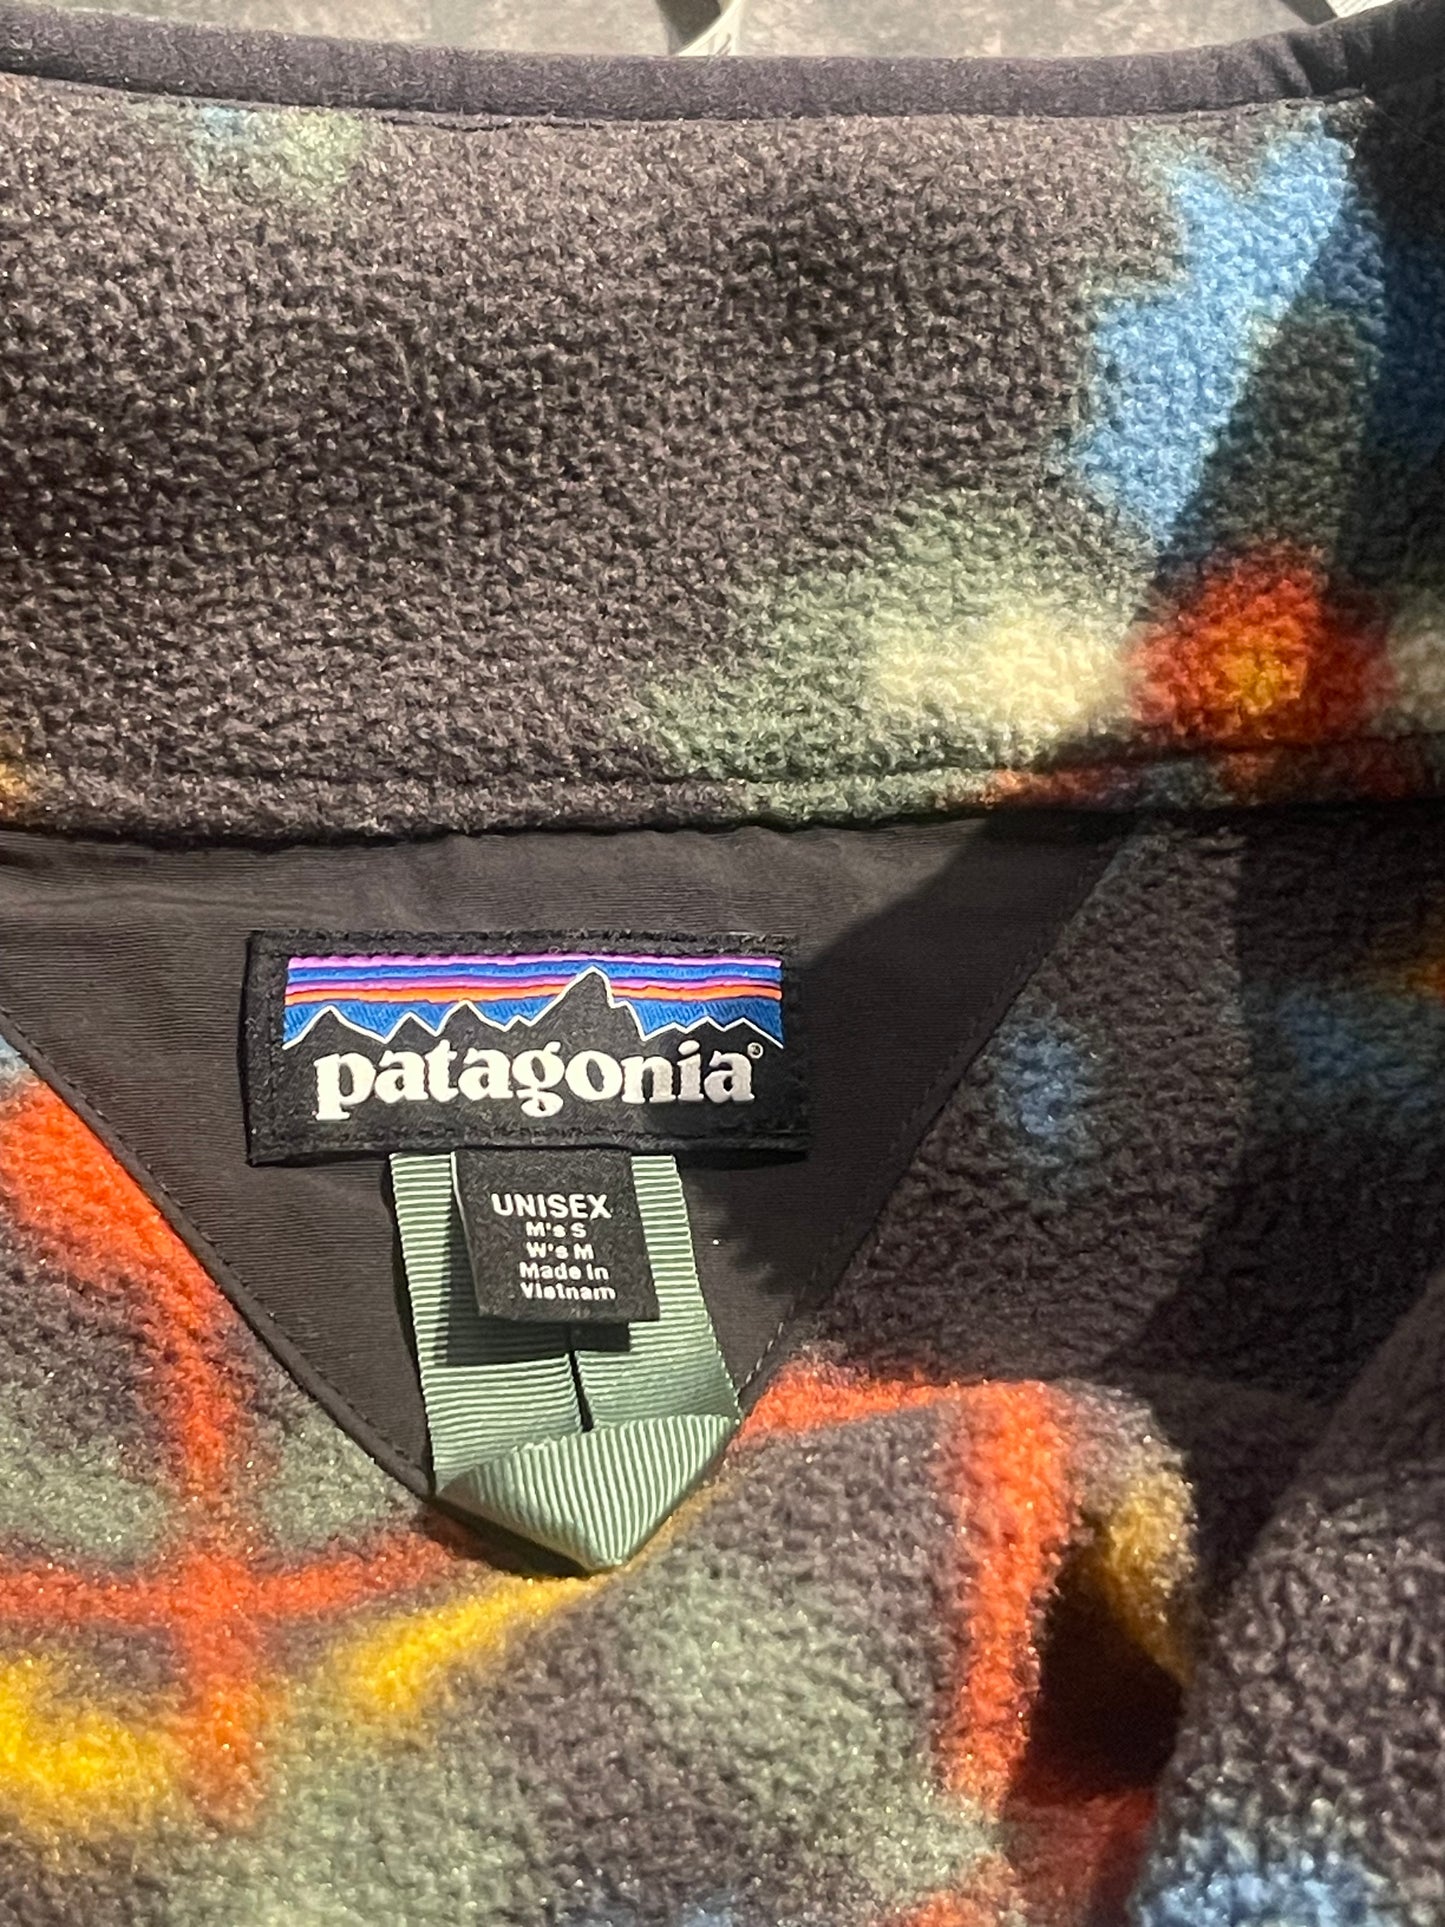 patagonia®
UNISEX
M's S
W's M
Made In
Vietnam